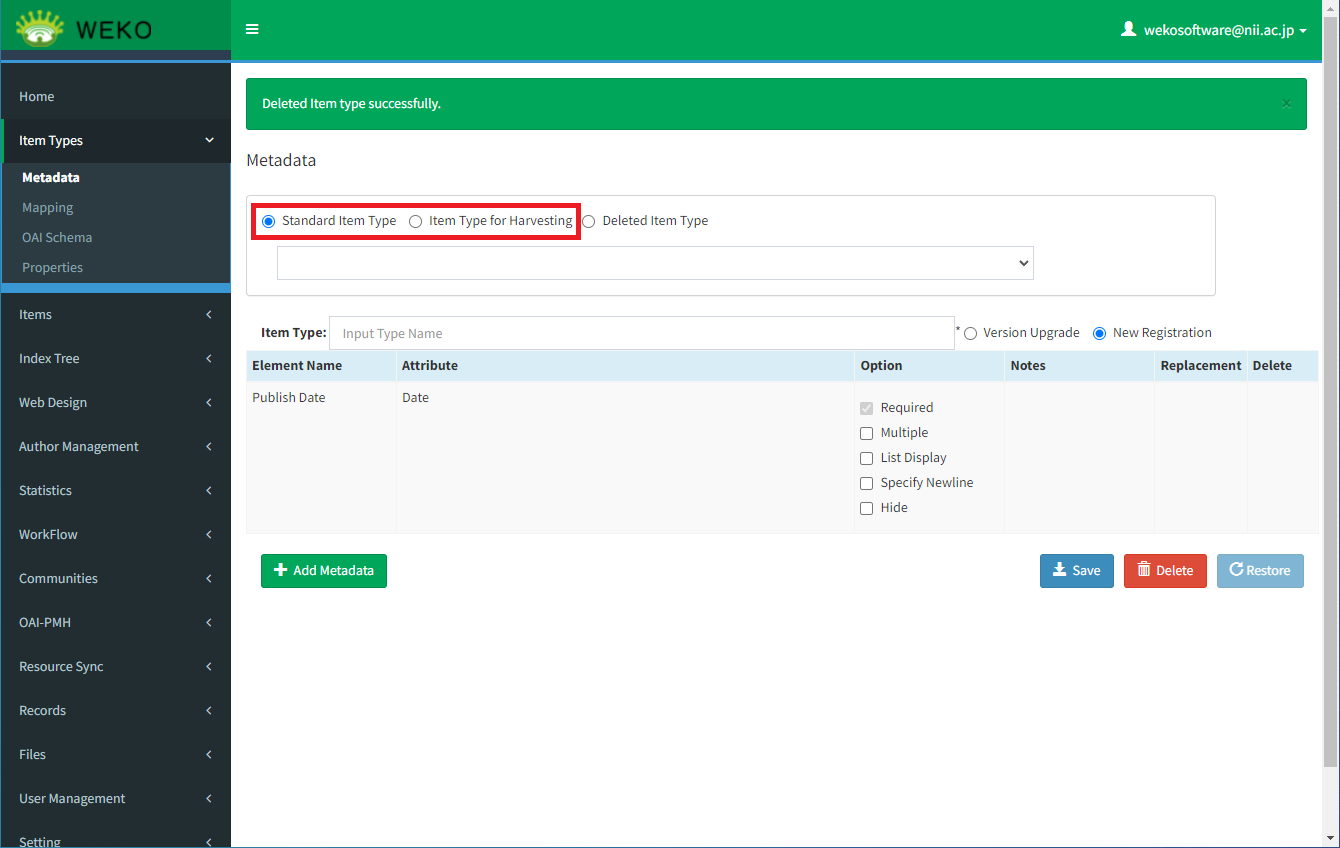 WEKO
wekosoftware@nii.ac.jp
Home
Item Types
Metadata
Mapping
OAI Schema
Properties
Items
Index Tree
Web Design
Author Management
Statistics
WorkFlow
Communities
OAI-PMH
Resource Sync
Records
Files
User Management
Setting
Deleted Item type successfully. ×
Metadata
Standard Item Type Item Type for Harvesting Deleted Item Type
Item Type: Input Type Name * Version Upgrade New Registration
Element Name Attribute Option Notes Replacement Delete
Publish Date Date
Required
Multiple
List Display
Specify Newline
Hide
Add Metadata Save Delete Restore